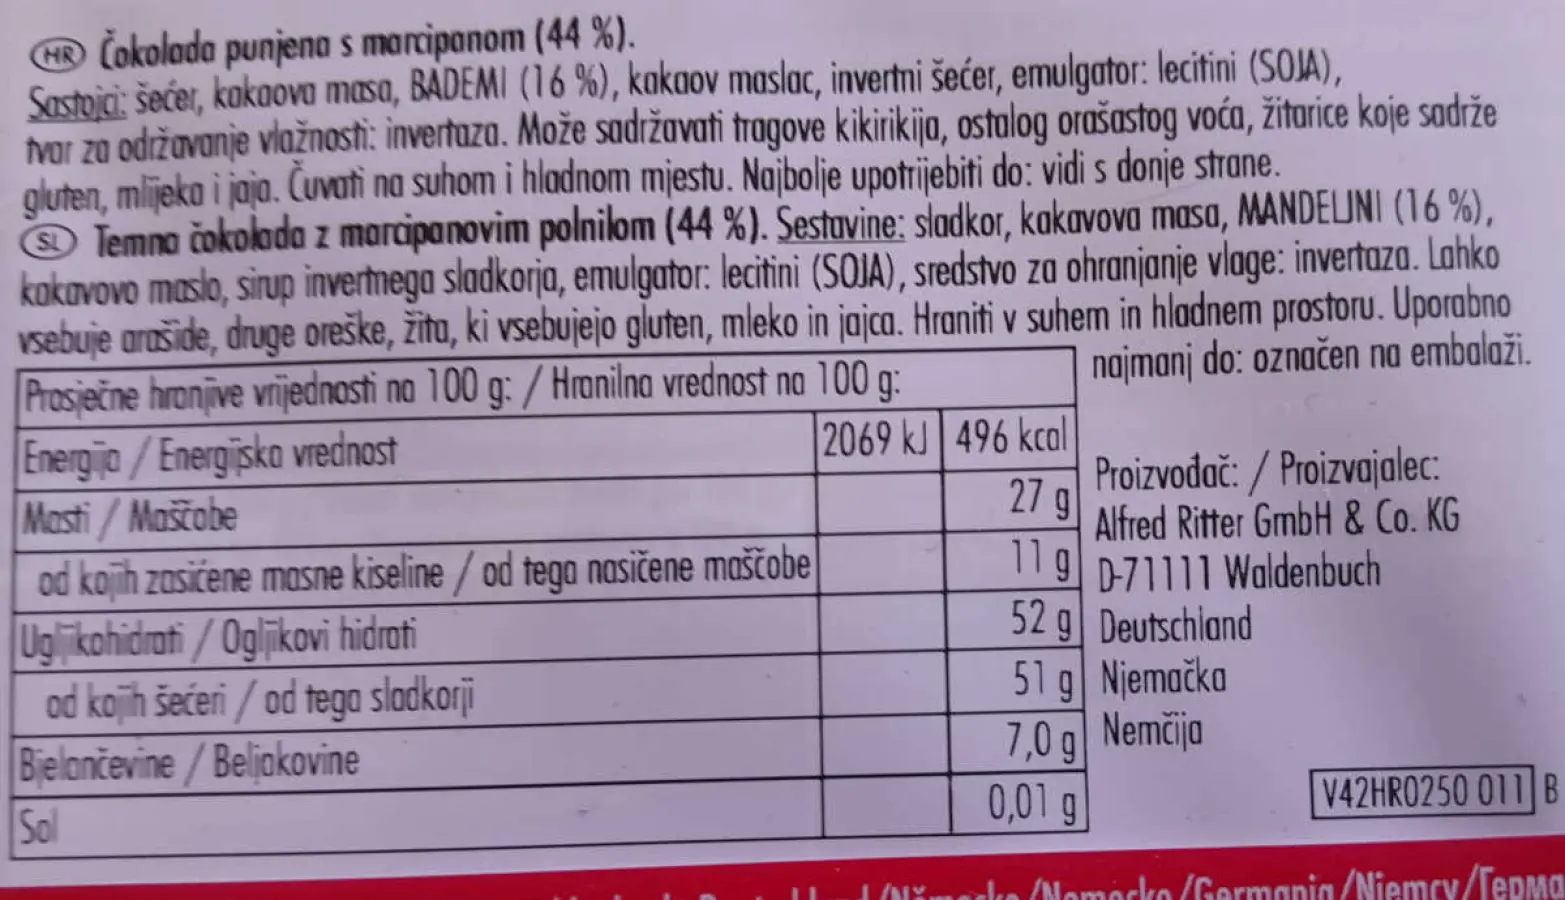 HR Čokolada punjena s marcipanom (44 %).
Sastojci: šećer, kakaova masa, BADEMI (16 %), kakaov maslac, invertni šećer, emulgator: lecitini (SOJA),
tvar za održavanje vlažnosti: invertaza. Može sadržavati tragove kikirikija, ostalog orašastog voća, žitarice koje sadrže
gluten, mlijeka i jaja. Čuvati na suhom i hladnom mjestu. Najbolje upotrijebiti do: vidi s donje strane.
SL Temna čokolada z marcipanovim polnilom (44 %). Sestavine: sladkor, kakavova masa, MANDELJNI (16 %),
kakavovo maslo, sirup invertnega sladkorja, emulgator: lecitini (SOJA), sredstvo za ohranjanje vlage: invertaza. Lahko
vsebuje arašide, druge oreške, žita, ki vsebujejo gluten, mleko in jajca. Hraniti v suhem in hladnem prostoru. Uporabno
najmanj do: označen na embalaži.
Prosječne hranjive vrijednosti na 100 g: / Hranilna vrednost na 100 g:
Energija / Energijska vrednost 2069 kJ 496 kcal
Masti / Maščobe 27 g
od kojih zasićene masne kiseline / od tega nasičene maščobe 11 g
Ugljikohidrati / Ogljikovi hidrati 52 g
od kojih šećeri / od tega sladkorji 51 g
Bjelančevine / Beljakovine 7,0 g
Sol 0,01 g
Proizvođač: / Proizvajalec:
Alfred Ritter GmbH & Co. KG
D-71111 Waldenbuch
Deutschland
Njemačka
Nemčija
V42HR0250 011 B
/Germania/Niemcy/